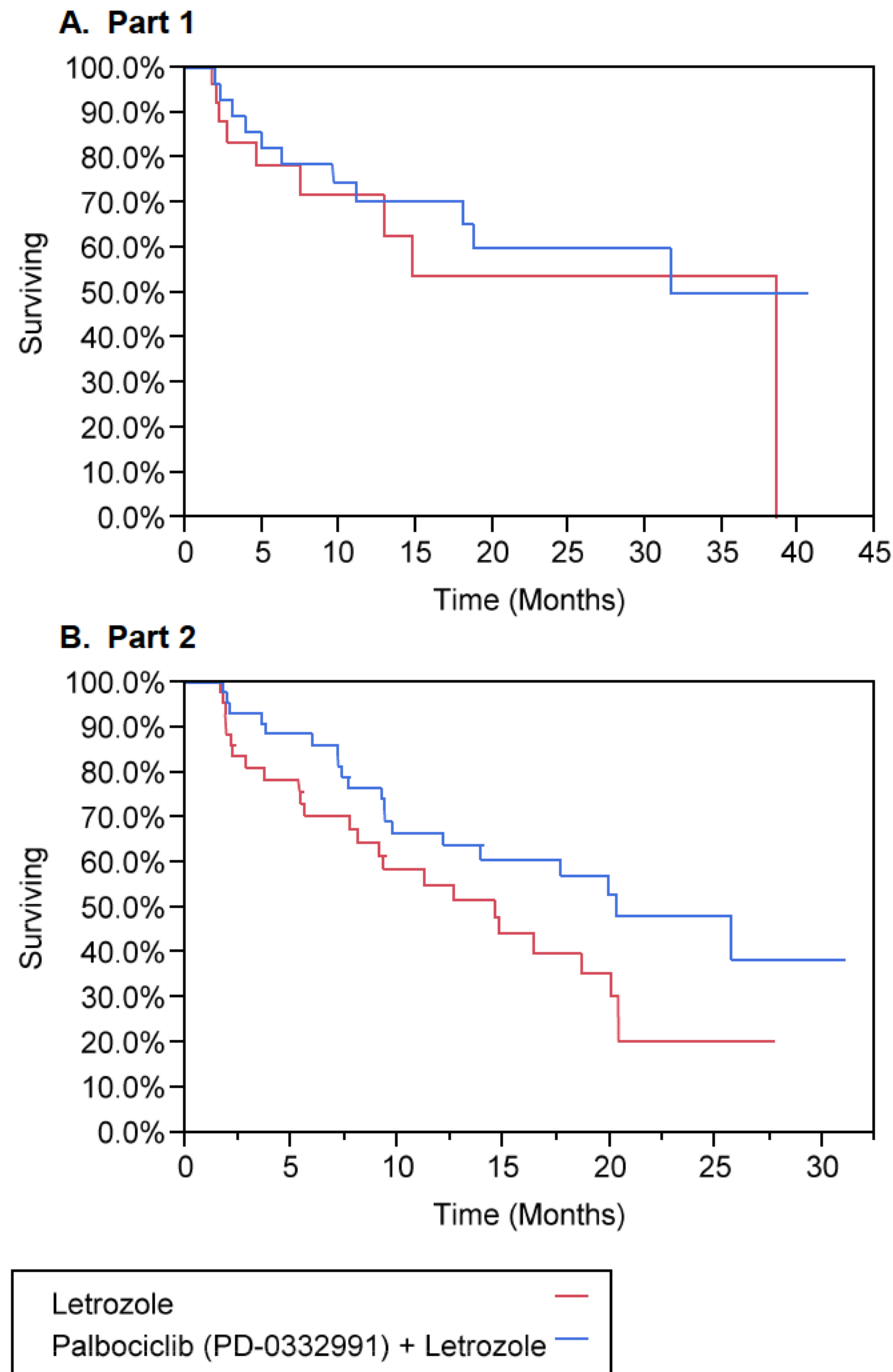 A. Part 1
100.0%
90.0%
80.0%
70.0%
60.0%
50.0%
40.0%
30.0%
20.0%
10.0%
0.0%
Surviving
0 5 10 15 20 25 30 35 40 45
Time (Months)
B. Part 2
100.0%
90.0%
80.0%
70.0%
60.0%
50.0%
40.0%
30.0%
20.0%
10.0%
0.0%
Surviving
0 5 10 15 20 25 30
Time (Months)
Letrozole
Palbociclib (PD-0332991) + Letrozole